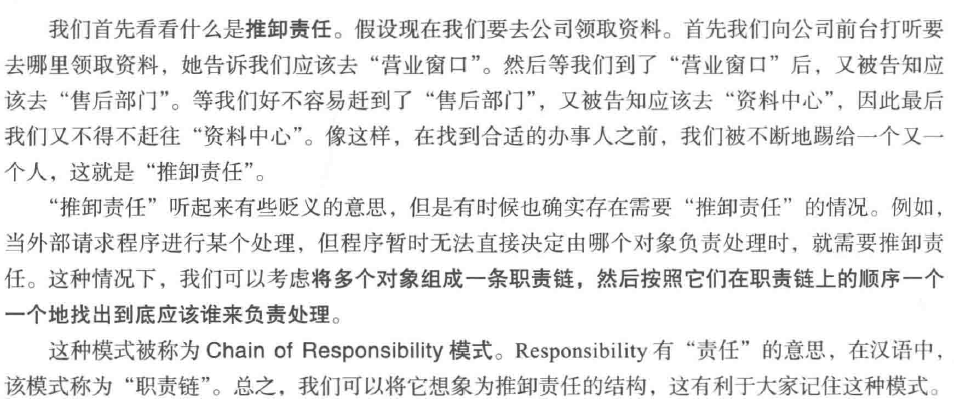 我们首先看看什么是推卸责任。假设现在我们要去公司领取资料。首先我们向公司前台打听要
去哪里领取资料，她告诉我们应该去“营业窗口”。然后等我们到了“营业窗口”后，又被告知应
该去“售后部门”。等我们好不容易赶到了“售后部门”，又被告知应该去“资料中心”，因此最后
我们又不得不赶往“资料中心”。像这样，在找到合适的办事人之前，我们被不断地踢给一个又一
个人，这就是“推卸责任”。
“推卸责任”听起来有些贬义的意思，但是有时候也确实存在需要“推卸责任”的情况。例如，
当外部请求程序进行某个处理，但程序暂时无法直接决定由哪个对象负责处理时，就需要推卸责
任。这种情况下，我们可以考虑将多个对象组成一条职责链，然后按照它们在职责链上的顺序一个
一个地找出到底应该谁来负责处理。
这种模式被称为 Chain of Responsibility 模式。Responsibility 有“责任”的意思，在汉语中，
该模式称为“职责链”。总之，我们可以将它想象为推卸责任的结构，这有利于大家记住这种模式。